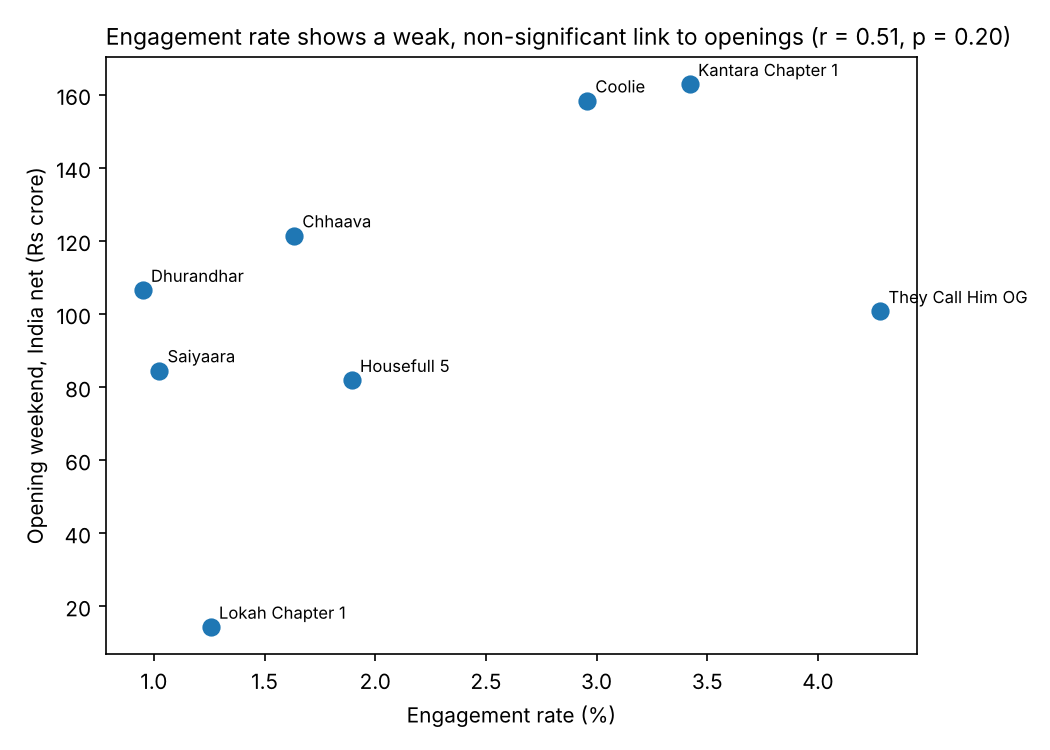 Engagement rate shows a weak, non-significant link to openings (r = 0.51, p = 0.20)
Kantara Chapter 1
Coolie
Chhaava
Dhurandhar
They Call Him OG
Saiyaara
Housefull 5
Lokah Chapter 1
Opening weekend, India net (Rs crore)
160
140
120
100
80
60
40
20
1.0 1.5 2.0 2.5 3.0 3.5 4.0
Engagement rate (%)